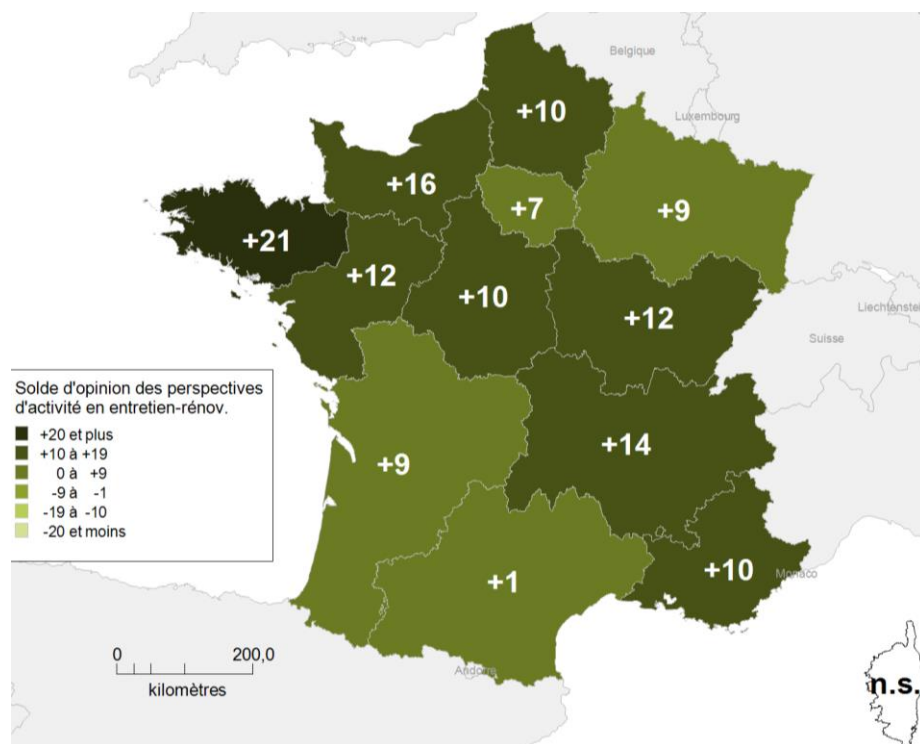 Belgique
+10
Luxembourg
+16
+7
+9
+21
+12
+10
+12
Liechtenstein
Suisse
Solde d'opinion des perspectives
d'activité en entretien-rénov.
+20 et plus
+10 à +19
0 à +9
-9 à -1
-19 à -10
-20 et moins
+14
+9
+10
Monaco
+1
0 200,0
kilomètres
Andorre
n.s.